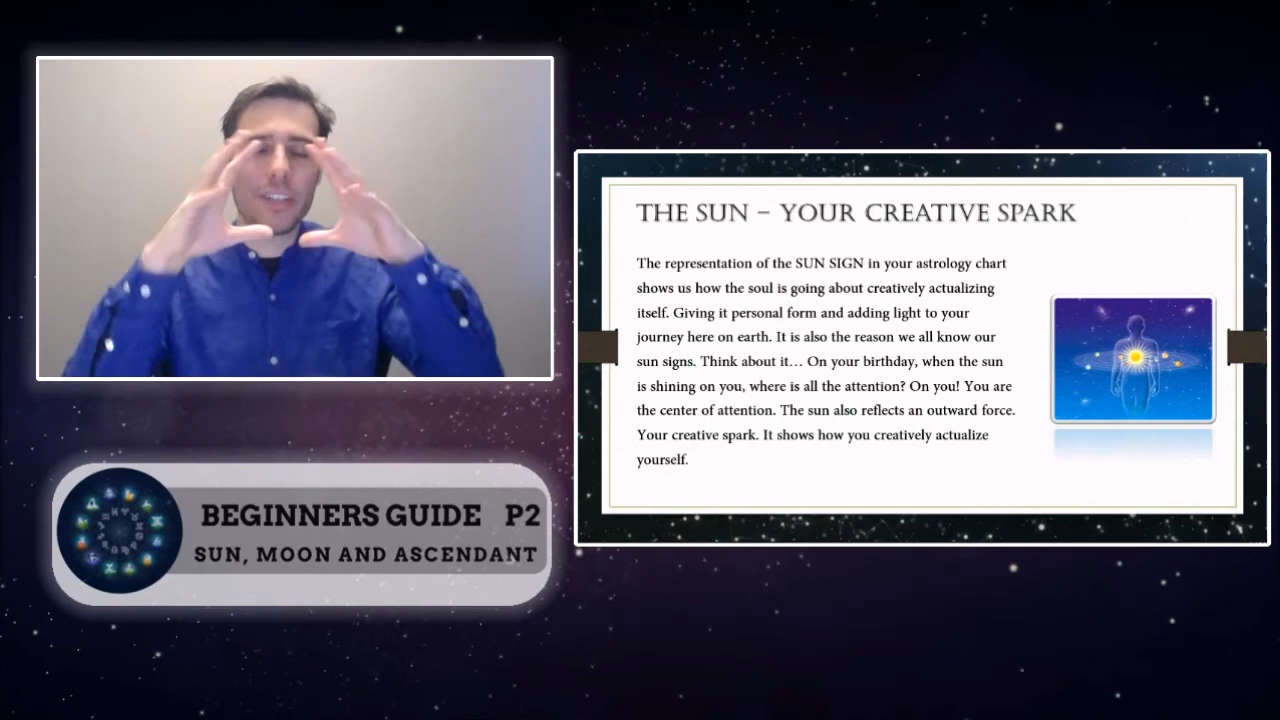 THE SUN – YOUR CREATIVE SPARK
The representation of the SUN SIGN in your astrology chart
shows us how the soul is going about creatively actualizing
itself. Giving it personal form and adding light to your
journey here on earth. It is also the reason we all know our
sun signs. Think about it… On your birthday, when the sun
is shining on you, where is all the attention? On you! You are
the center of attention. The sun also reflects an outward force.
Your creative spark. It shows how you creatively actualize
yourself.
BEGINNERS GUIDE P2
SUN, MOON AND ASCENDANT